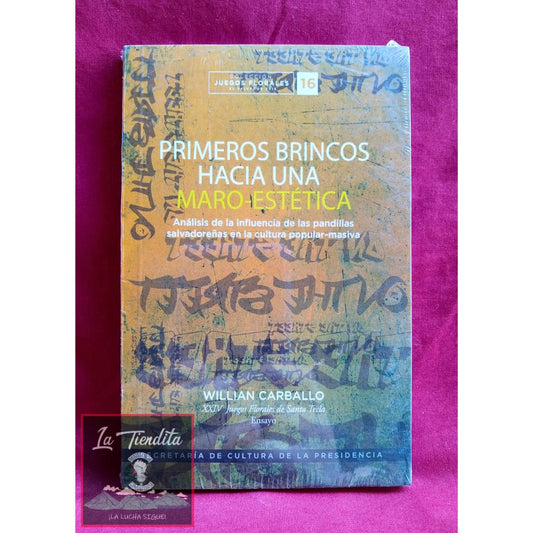 COLECCIÓN
JUEGOS FLORALES 16
PRIMEROS BRINCOS
HACIA UNA
MARO-ESTÉTICA
Análisis de la influencia de las pandillas
salvadoreñas en la cultura popular-masiva
WILLIAN CARBALLO
XXIV Juegos Florales de Santa Tecla
Ensayo
SECRETARÍA DE CULTURA DE LA PRESIDENCIA
La Tiendita
¡LA LUCHA SIGUE!